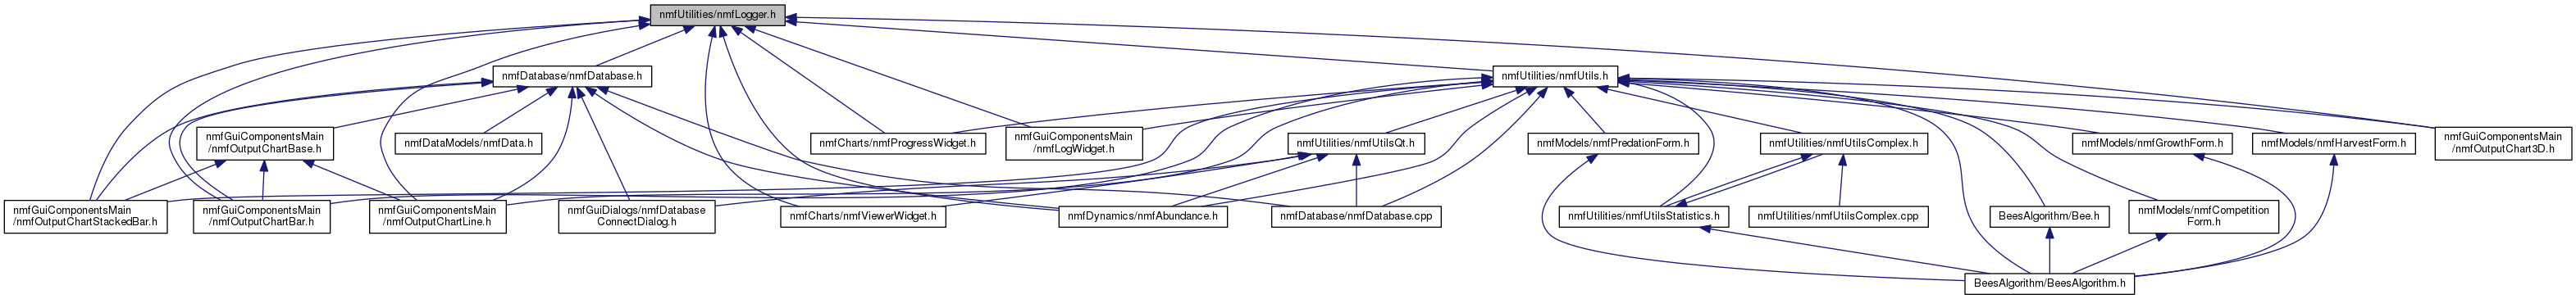 nmfUtilities/nmfLogger.h
nmfDatabase/nmfDatabase.h
nmfUtilities/nmfUtils.h
nmfGuiComponentsMain
/nmfOutputChartBase.h
nmfDataModels/nmfData.h
nmfCharts/nmfProgressWidget.h
nmfGuiComponentsMain
/nmfLogWidget.h
nmfUtilities/nmfUtilsQt.h
nmfModels/nmfPredationForm.h
nmfUtilities/nmfUtilsComplex.h
nmfModels/nmfGrowthForm.h
nmfModels/nmfHarvestForm.h
nmfGuiComponentsMain
/nmfOutputChart3D.h
nmfGuiComponentsMain
/nmfOutputChartStackedBar.h
nmfGuiComponentsMain
/nmfOutputChartBar.h
nmfGuiComponentsMain
/nmfOutputChartLine.h
nmfGuiDialogs/nmfDatabase
ConnectDialog.h
nmfCharts/nmfViewerWidget.h
nmfDynamics/nmfAbundance.h
nmfDatabase/nmfDatabase.cpp
nmfUtilities/nmfUtilsStatistics.h
nmfUtilities/nmfUtilsComplex.cpp
BeesAlgorithm/Bee.h
nmfModels/nmfCompetition
Form.h
BeesAlgorithm/BeesAlgorithm.h